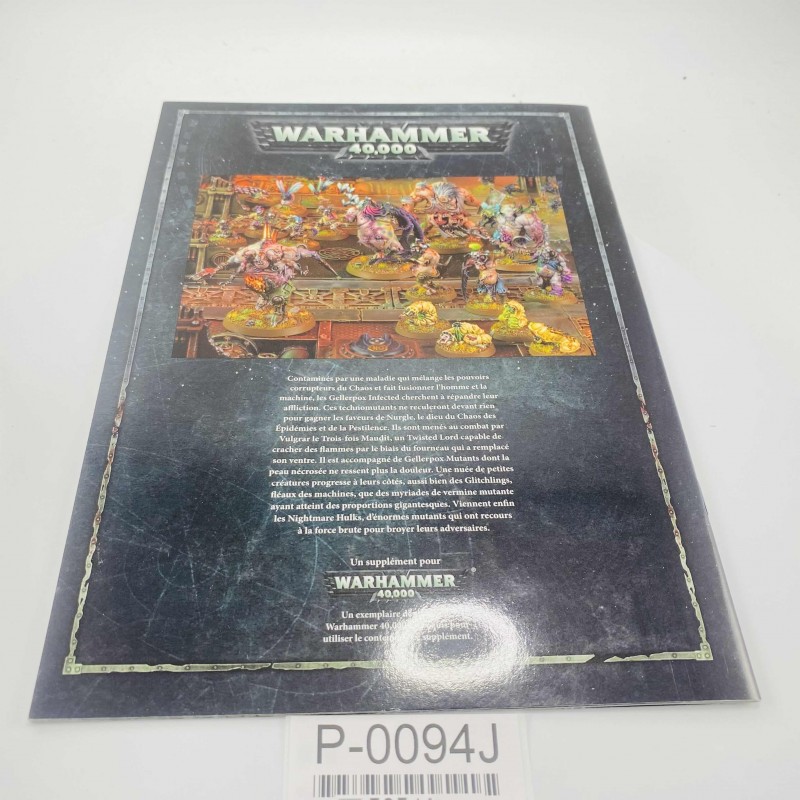 WARHAMMER
40,000
Contaminés par une maladie qui mélange les pouvoirs
corrupteurs du Chaos et fait fusionner l'homme et la
machine, les Gellerpox Infected cherchent à répandre leur
affliction. Ces technomutants ne reculeront devant rien
pour gagner les faveurs de Nurgle, le dieu du Chaos des
Épidémies et de la Pestilence. Ils sont menés au combat par
Vulgrar le Trois-fois Maudit, un Twisted Lord capable de
cracher des flammes par le biais du fourneau qui a remplacé
son ventre. Il est accompagné de Gellerpox Mutants dont la
peau nécrosée ne ressent plus la douleur. Une nuée de petites
créatures progresse à leurs côtés, aussi bien des Glitchlings,
fléaux des machines, que des myriades de vermine mutante
ayant atteint des proportions gigantesques. Viennent enfin
les Nightmare Hulks, d'énormes mutants qui ont recours
à la force brute pour broyer leurs adversaires.
Un supplément pour
WARHAMMER
40,000
Un exemplaire
Warhammer 40,000 pour
utiliser le supplément.
P-0094J